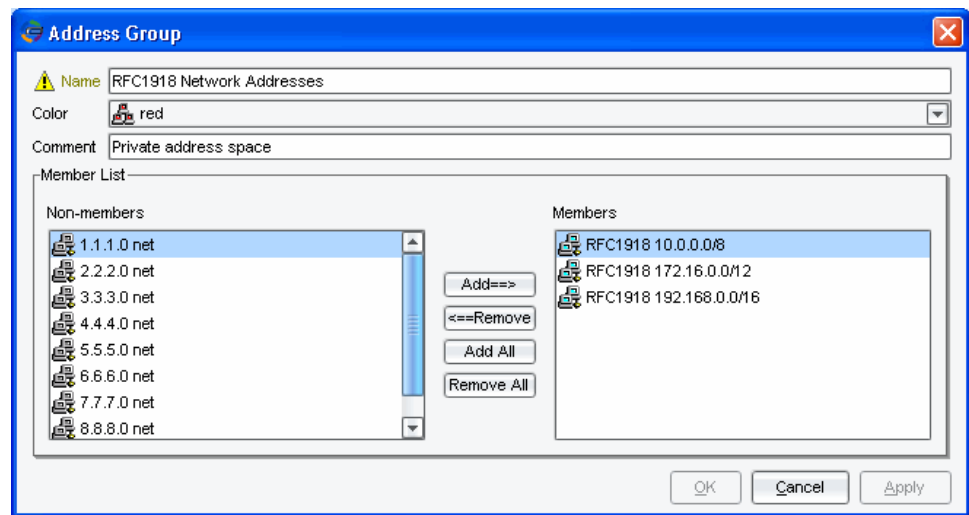 Address Group
Name RFC1918 Network Addresses
Color red
Comment Private address space
Member List
Non-members
1.1.1.0 net
2.2.2.0 net
3.3.3.0 net
4.4.4.0 net
5.5.5.0 net
6.6.6.0 net
7.7.7.0 net
8.8.8.0 net
Add==>
<==Remove
Add All
Remove All
Members
RFC1918 10.0.0.0/8
RFC1918 172.16.0.0/12
RFC1918 192.168.0.0/16
OK Cancel Apply